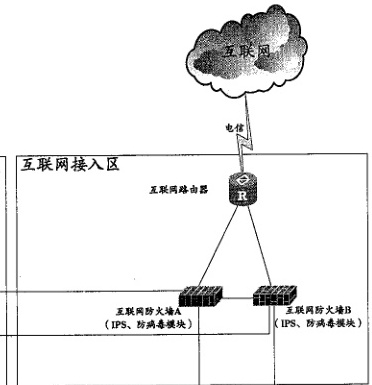 互联网
电信
互联网接入区
互联网路由器
R
互联网防火墙A
（IPS、防病毒模块）
互联网防火墙B
（IPS、防病毒模块）